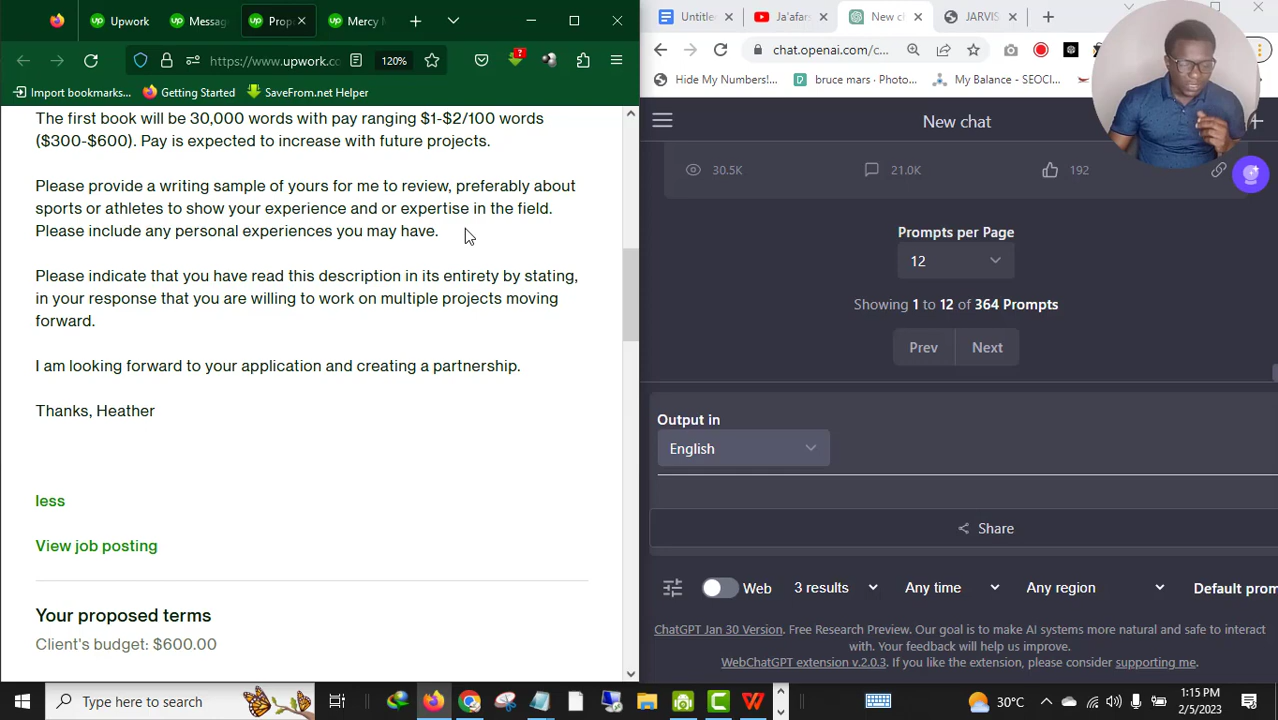 Upwork
Messag
Prop
Mercy
https://www.upwork.co
120%
Import bookmarks...
Getting Started
SaveFrom.net Helper
The first book will be 30,000 words with pay ranging $1-$2/100 words
($300-$600). Pay is expected to increase with future projects.
Please provide a writing sample of yours for me to review, preferably about
sports or athletes to show your experience and or expertise in the field.
Please include any personal experiences you may have.
Please indicate that you have read this description in its entirety by stating,
in your response that you are willing to work on multiple projects moving
forward.
I am looking forward to your application and creating a partnership.
Thanks, Heather
less
View job posting
Your proposed terms
Client's budget: $600.00
Untitle
Ja'afar
New ch
JARVIS
chat.openai.com/c...
Hide My Numbers!...
bruce mars · Photo...
My Balance - SEOCl
New chat
30.5K
21.0K
192
Prompts per Page
12
Showing 1 to 12 of 364 Prompts
Prev
Next
Output in
English
Share
Web
3 results
Any time
Any region
Default prom
ChatGPT Jan 30 Version. Free Research Preview. Our goal is to make AI systems more natural and safe to interact
with. Your feedback will help us improve.
WebChatGPT extension v.2.0.3. If you like the extension, please consider supporting me.
Type here to search
30°C
1:15 PM
2/5/2023